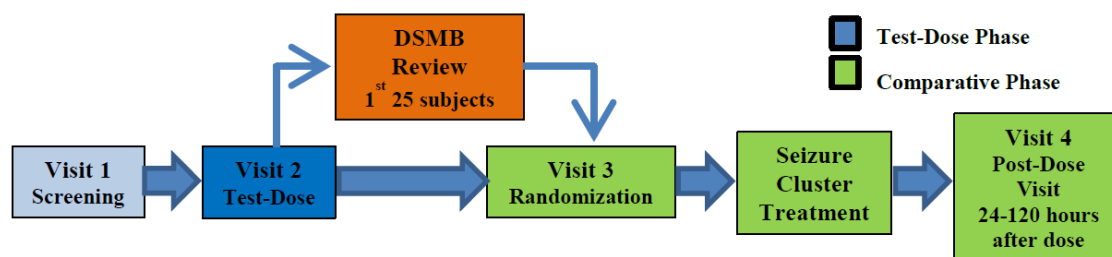 DSMB
Review
1st 25 subjects
Test-Dose Phase
Comparative Phase
Visit 1
Screening
Visit 2
Test-Dose
Visit 3
Randomization
Seizure
Cluster
Treatment
Visit 4
Post-Dose
Visit
24-120 hours
after dose